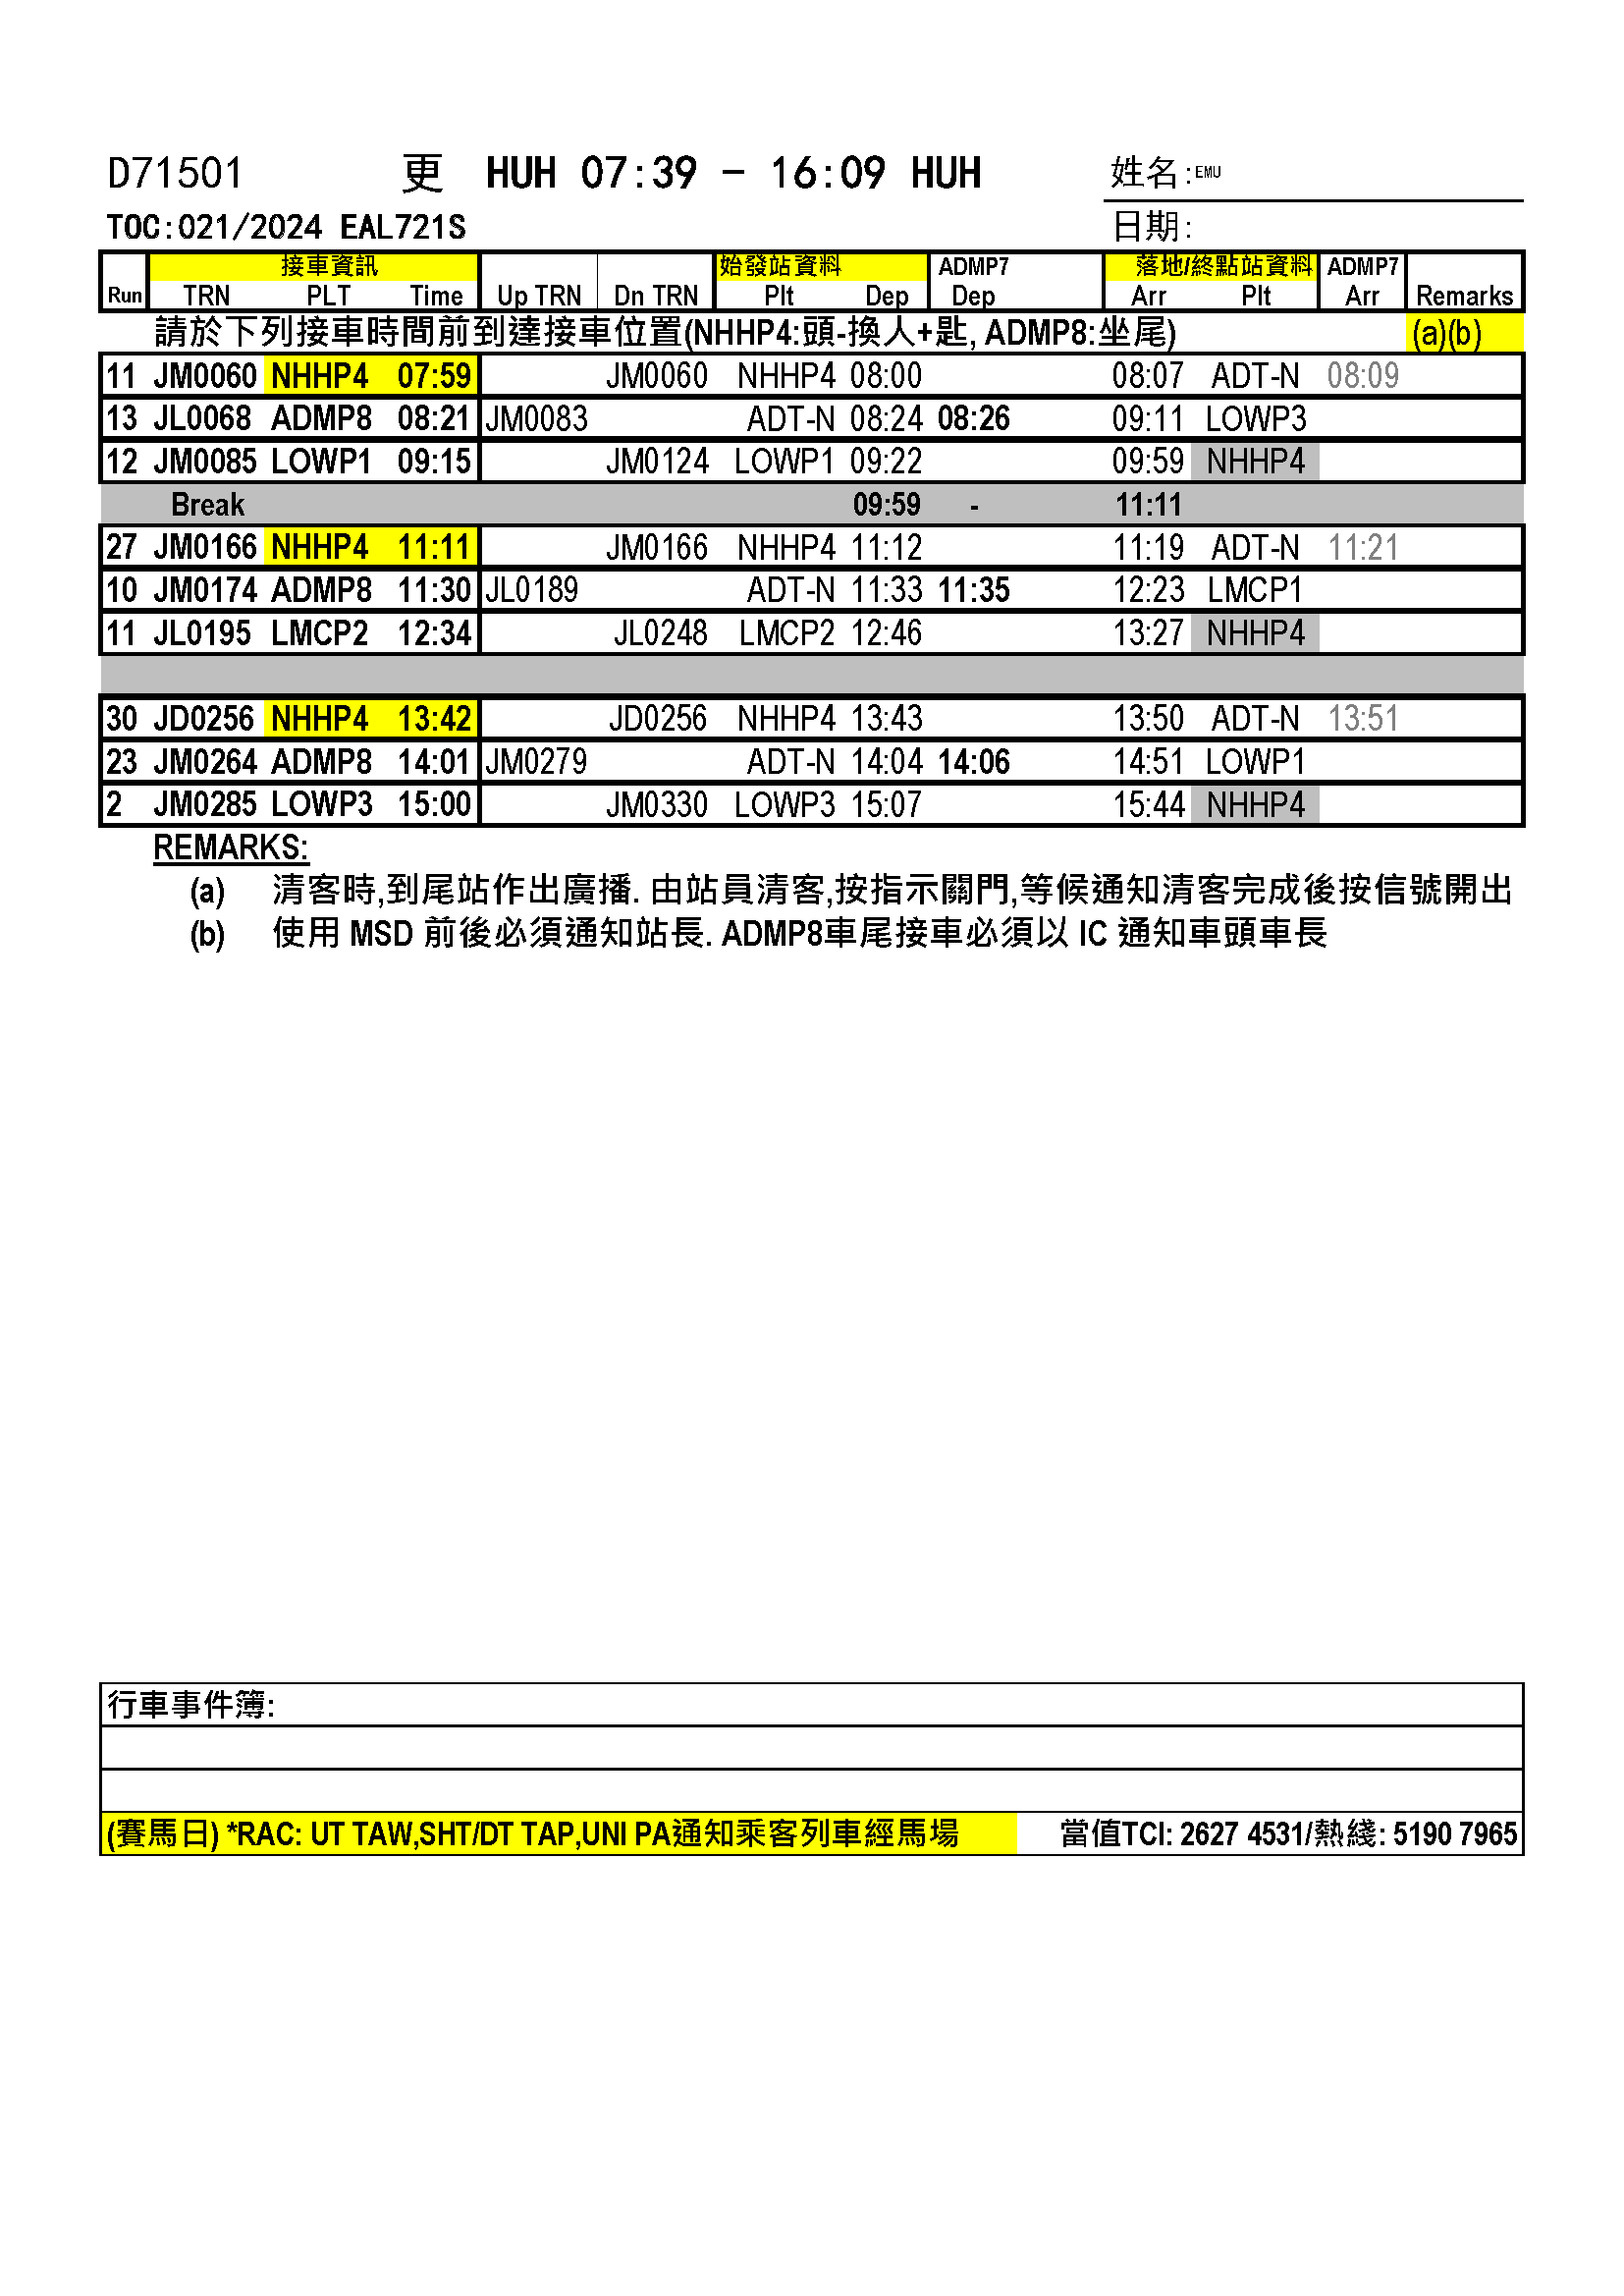 D71501 更 HUH 07:39 - 16:09 HUH 姓名:EMU
TOC:021/2024 EAL721S 日期:
接車資訊 始發站資料 ADMP7 落地/終點站資料 ADMP7
Run TRN PLT Time Up TRN Dn TRN Plt Dep Dep Arr Plt Arr Remarks
請於下列接車時間前到達接車位置(NHHP4:頭-換人+匙, ADMP8:坐尾) (a)(b)
11 JM0060 NHHP4 07:59 JM0060 NHHP4 08:00 08:07 ADT-N 08:09
13 JL0068 ADMP8 08:21 JM0083 ADT-N 08:24 08:26 09:11 LOWP3
12 JM0085 LOWP1 09:15 JM0124 LOWP1 09:22 09:59 NHHP4
Break 09:59 - 11:11
27 JM0166 NHHP4 11:11 JM0166 NHHP4 11:12 11:19 ADT-N 11:21
10 JM0174 ADMP8 11:30 JL0189 ADT-N 11:33 11:35 12:23 LMCP1
11 JL0195 LMCP2 12:34 JL0248 LMCP2 12:46 13:27 NHHP4
30 JD0256 NHHP4 13:42 JD0256 NHHP4 13:43 13:50 ADT-N 13:51
23 JM0264 ADMP8 14:01 JM0279 ADT-N 14:04 14:06 14:51 LOWP1
2 JM0285 LOWP3 15:00 JM0330 LOWP3 15:07 15:44 NHHP4
REMARKS:
(a) 清客時,到尾站作出廣播. 由站員清客,按指示關門,等候通知清客完成後按信號開出
(b) 使用 MSD 前後必須通知站長. ADMP8車尾接車必須以 IC 通知車頭車長
行車事件簿:
(賽馬日) *RAC: UT TAW,SHT/DT TAP,UNI PA通知乘客列車經馬場 當值TCI: 2627 4531/熱綫: 5190 7965